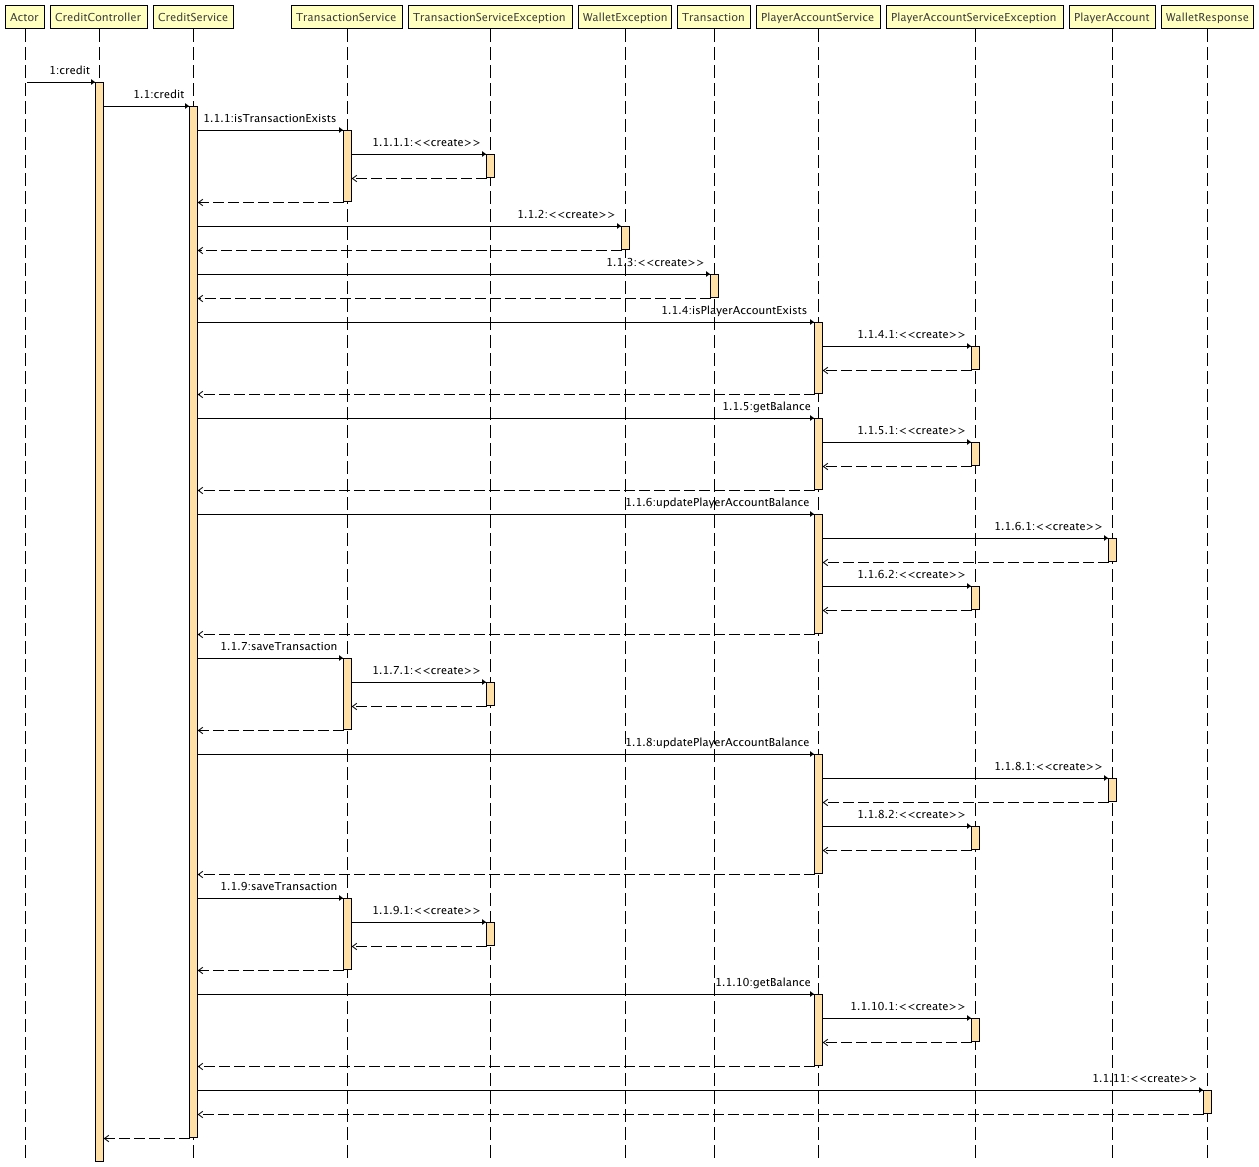 Actor CreditController CreditService TransactionService TransactionServiceException WalletException Transaction PlayerAccountService PlayerAccountServiceException PlayerAccount WalletResponse
1:credit
1.1:credit
1.1.1:isTransactionExists
1.1.1.1:<<create>>
1.1.2:<<create>>
1.1.3:<<create>>
1.1.4:isPlayerAccountExists
1.1.4.1:<<create>>
1.1.5:getBalance
1.1.5.1:<<create>>
1.1.6:updatePlayerAccountBalance
1.1.6.1:<<create>>
1.1.6.2:<<create>>
1.1.7:saveTransaction
1.1.7.1:<<create>>
1.1.8:updatePlayerAccountBalance
1.1.8.1:<<create>>
1.1.8.2:<<create>>
1.1.9:saveTransaction
1.1.9.1:<<create>>
1.1.10:getBalance
1.1.10.1:<<create>>
1.1.11:<<create>>